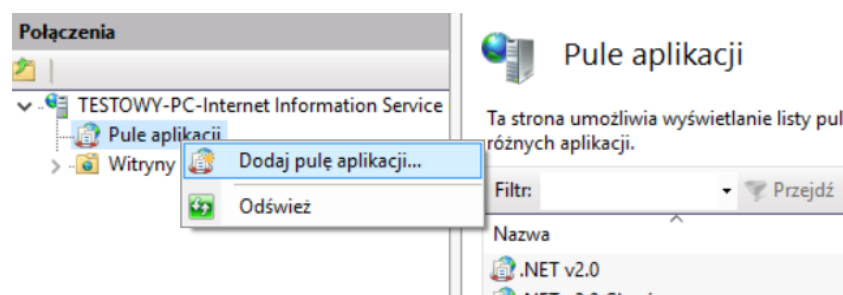 Połączenia
TESTOWY-PC-Internet Information Service
Pule aplikacji
Witryny
Dodaj pulę aplikacji...
Odśwież
Pule aplikacji
Ta strona umożliwia wyświetlanie listy pul
różnych aplikacji.
Filtr:
Przejdź
Nazwa
.NET v2.0